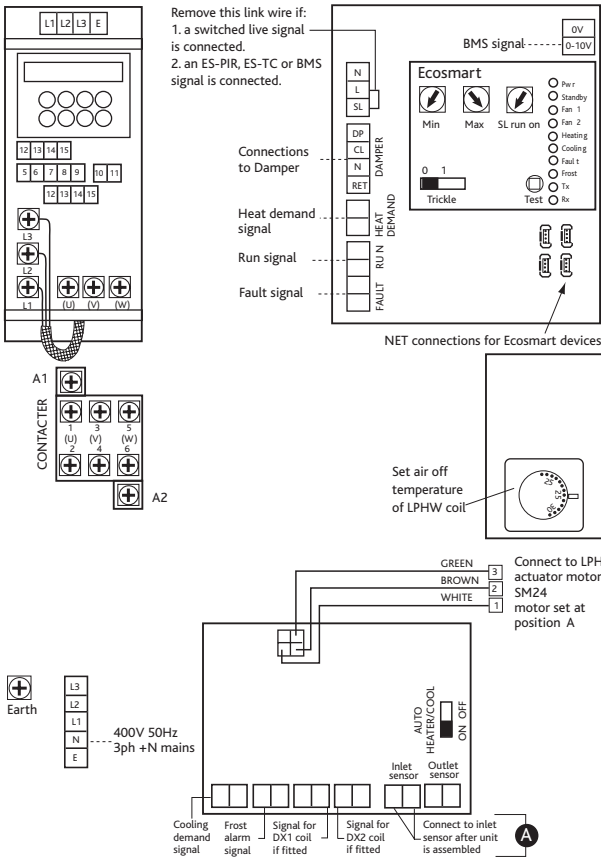 L1 L2 L3 E
12 13 14 15
5 6 7 8 9 10 11
12 13 14 15
L3
L2
L1 (U) (V) (W)
A1
CONTACTER
1 3 5
(U) (V) (W)
2 4 6
A2
Remove this link wire if:
1. a switched live signal
is connected.
2. an ES-PIR, ES-TC or BMS
signal is connected.
N
L
SL
Connections
to Damper
DP
CL
N
RET
DAMPER
Heat demand
signal
HEAT
DEMAND
Run signal
RUN
Fault signal
FAULT
BMS signal
0V
0-10V
Ecosmart
Min Max SL run on
0 1
Trickle
Test
Pwr
Standby
Fan 1
Fan 2
Heating
Cooling
Fault
Frost
Tx
Rx
NET connections for Ecosmart devices
Set air off
temperature
of LPHW coil
20
25
30
GREEN 3
BROWN 2
WHITE 1
Connect to LPH
actuator motor
SM24
motor set at
position A
Earth
L3
L2
L1
N
E
400V 50Hz
3ph +N mains
AUTO
HEATER/COOL
ON OFF
Inlet
sensor
Outlet
sensor
Cooling
demand
signal
Frost
alarm
signal
Signal for
DX1 coil
if fitted
Signal for
DX2 coil
if fitted
Connect to inlet
sensor after unit
is assembled
A